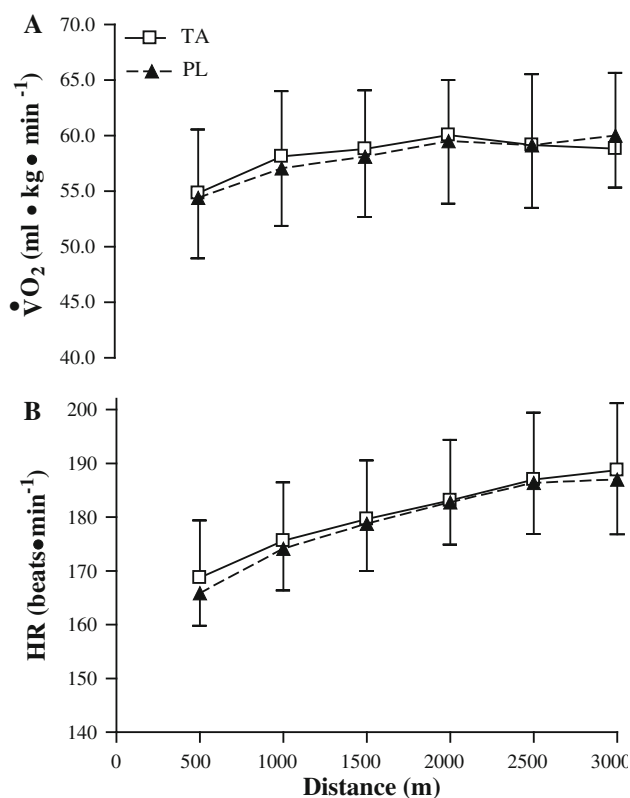 A
TA
PL
70.0
65.0
60.0
55.0
50.0
45.0
40.0
V̇O₂ (ml • kg • min⁻¹)
B
200
190
180
170
160
150
140
HR (beats•min⁻¹)
0 500 1000 1500 2000 2500 3000
Distance (m)